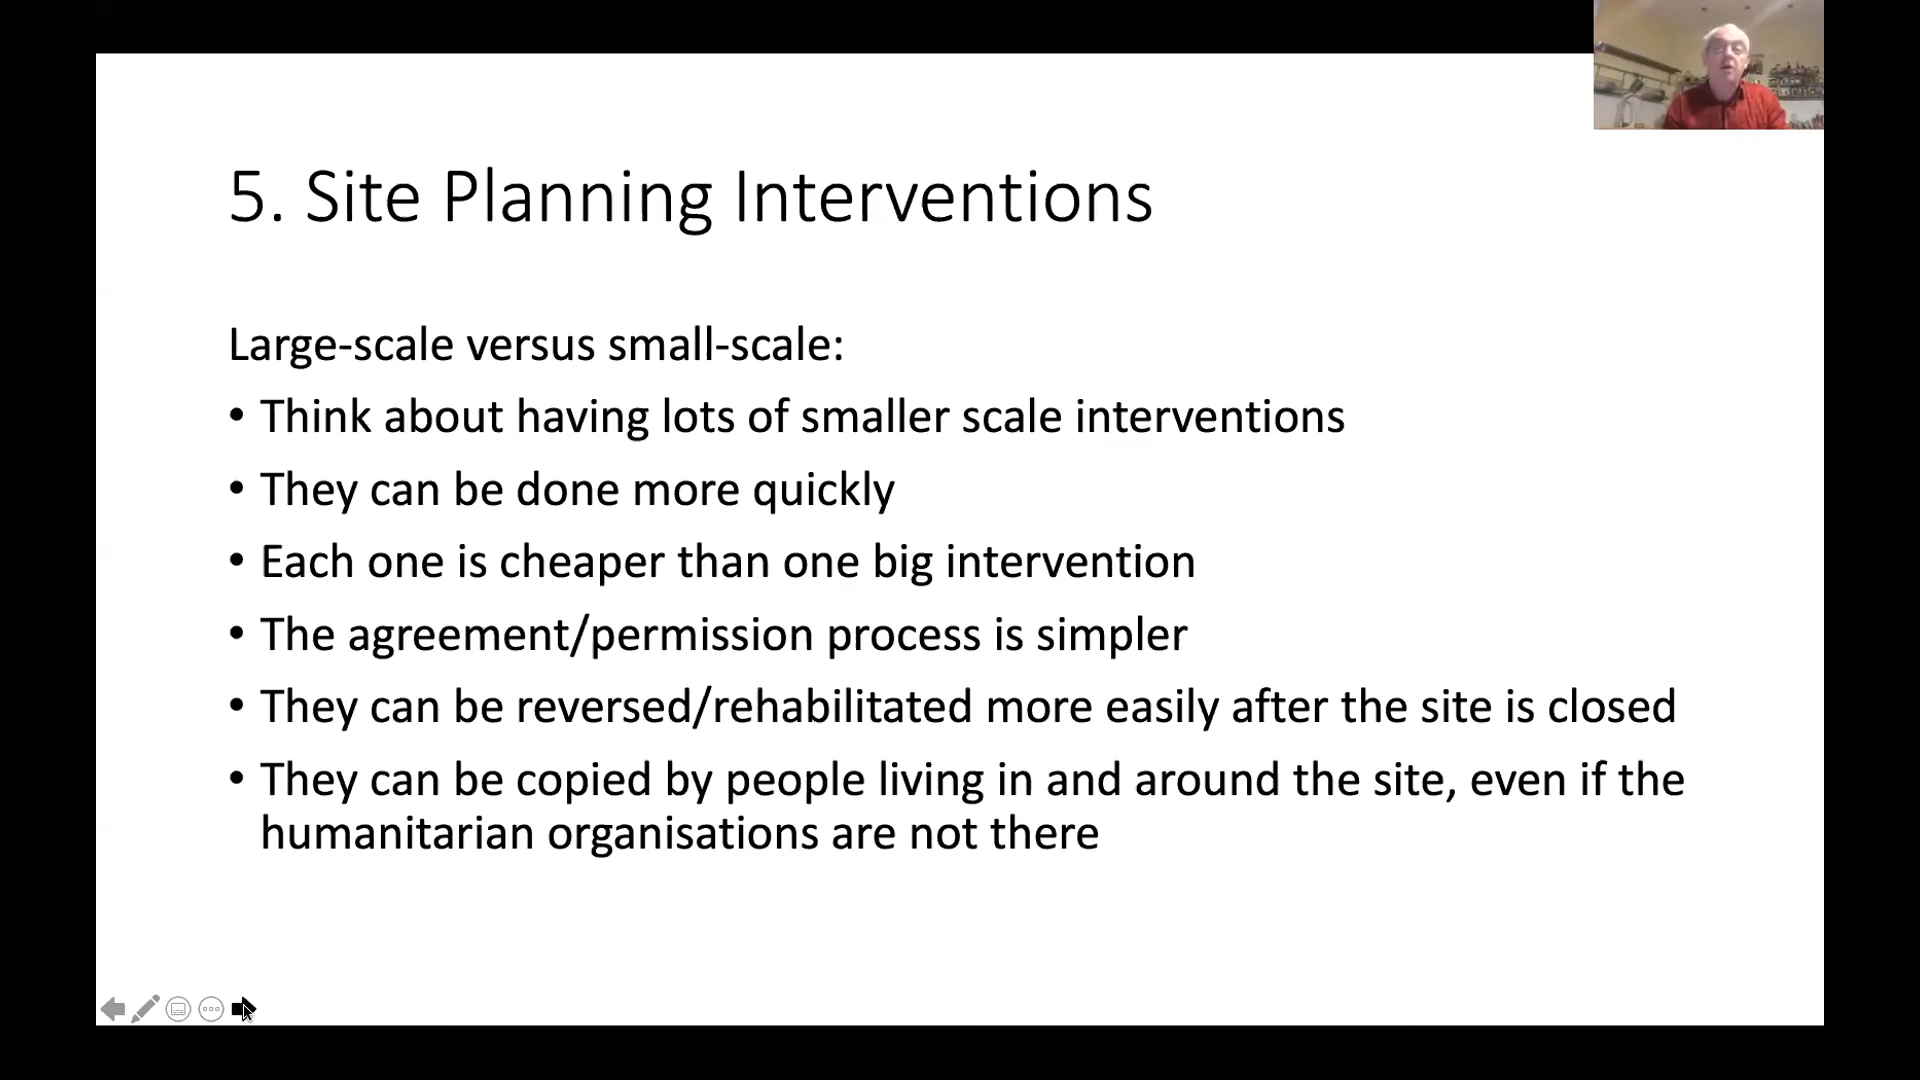 5. Site Planning Interventions
Large-scale versus small-scale:
• Think about having lots of smaller scale interventions
• They can be done more quickly
• Each one is cheaper than one big intervention
• The agreement/permission process is simpler
• They can be reversed/rehabilitated more easily after the site is closed
• They can be copied by people living in and around the site, even if the
humanitarian organisations are not there